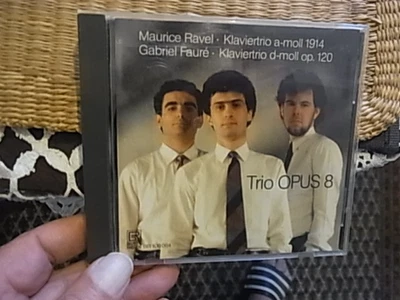 Maurice Ravel · Klaviertrio a-moll 1914
Gabriel Fauré · Klaviertrio d-moll op. 120
Trio OPUS 8